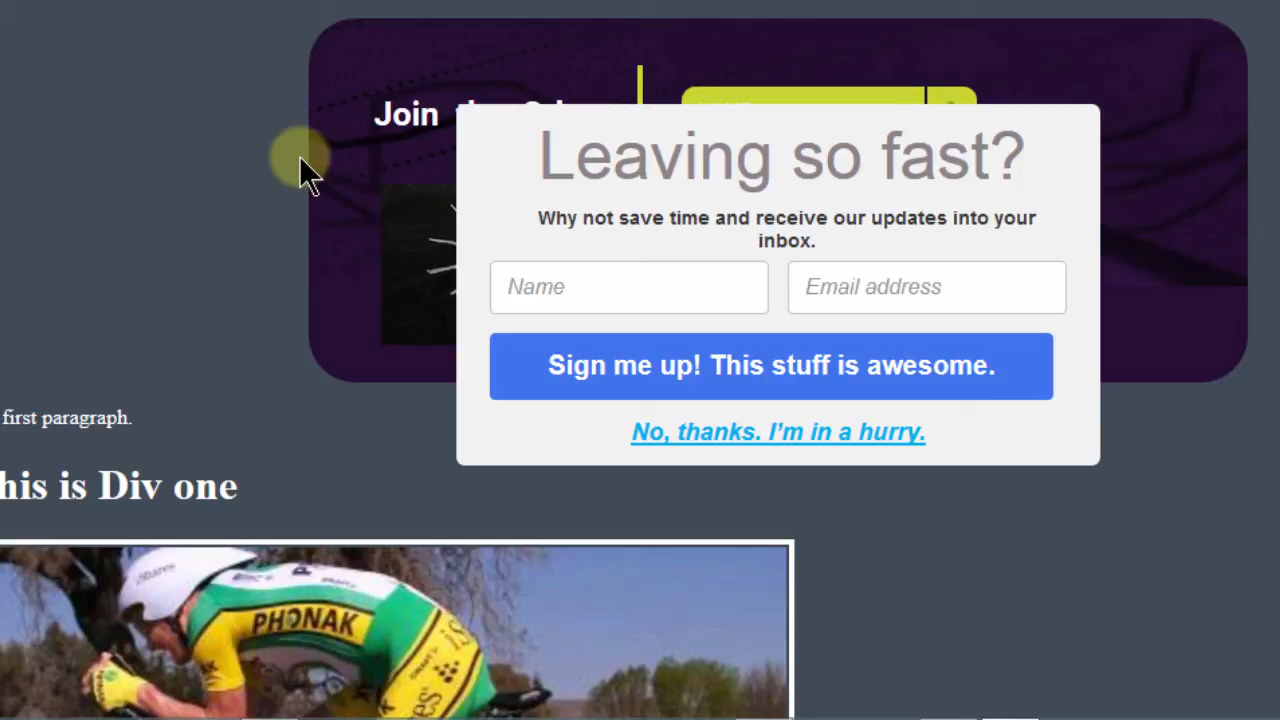 Join
Leaving so fast?
Why not save time and receive our updates into your
inbox.
Name
Email address
Sign me up! This stuff is awesome.
No, thanks. I'm in a hurry.
first paragraph.
his is Div one
PHONAK